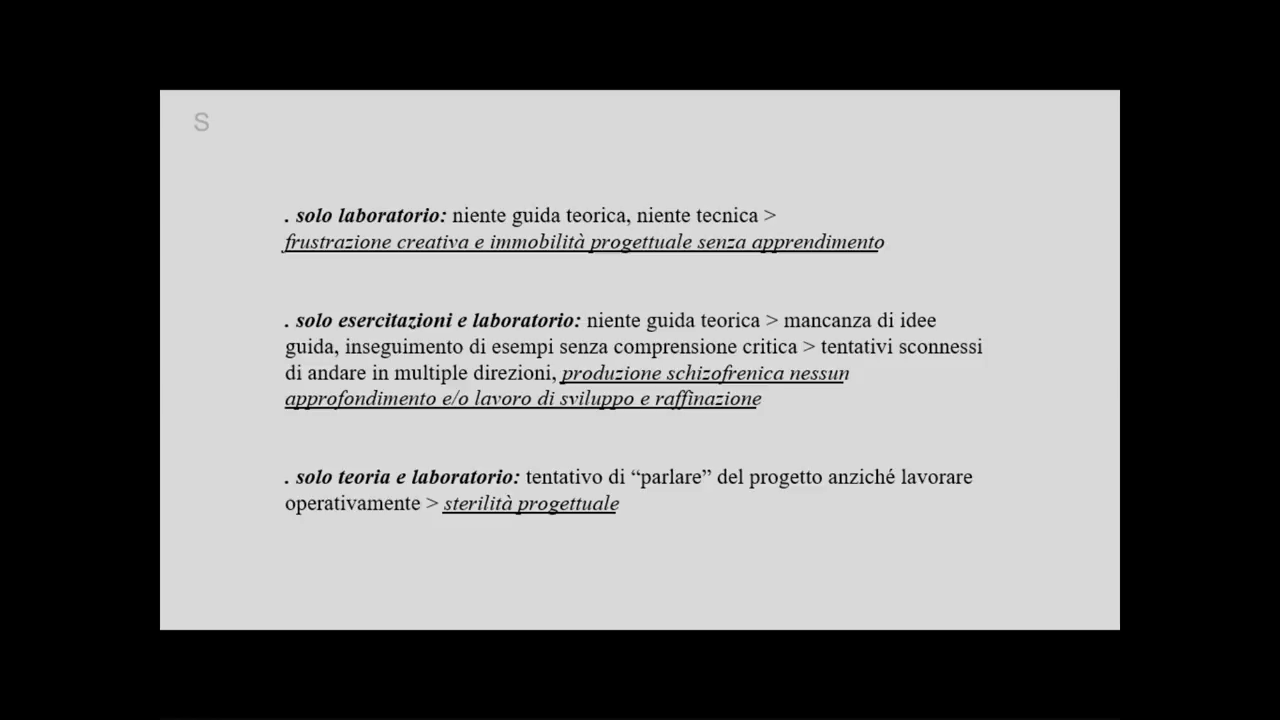 S
. solo laboratorio: niente guida teorica, niente tecnica >
frustrazione creativa e immobilità progettuale senza apprendimento
. solo esercitazioni e laboratorio: niente guida teorica > mancanza di idee
guida, inseguimento di esempi senza comprensione critica > tentativi sconnessi
di andare in multiple direzioni, produzione schizofrenica nessun
approfondimento e/o lavoro di sviluppo e raffinazione
. solo teoria e laboratorio: tentativo di “parlare” del progetto anziché lavorare
operativamente > sterilità progettuale